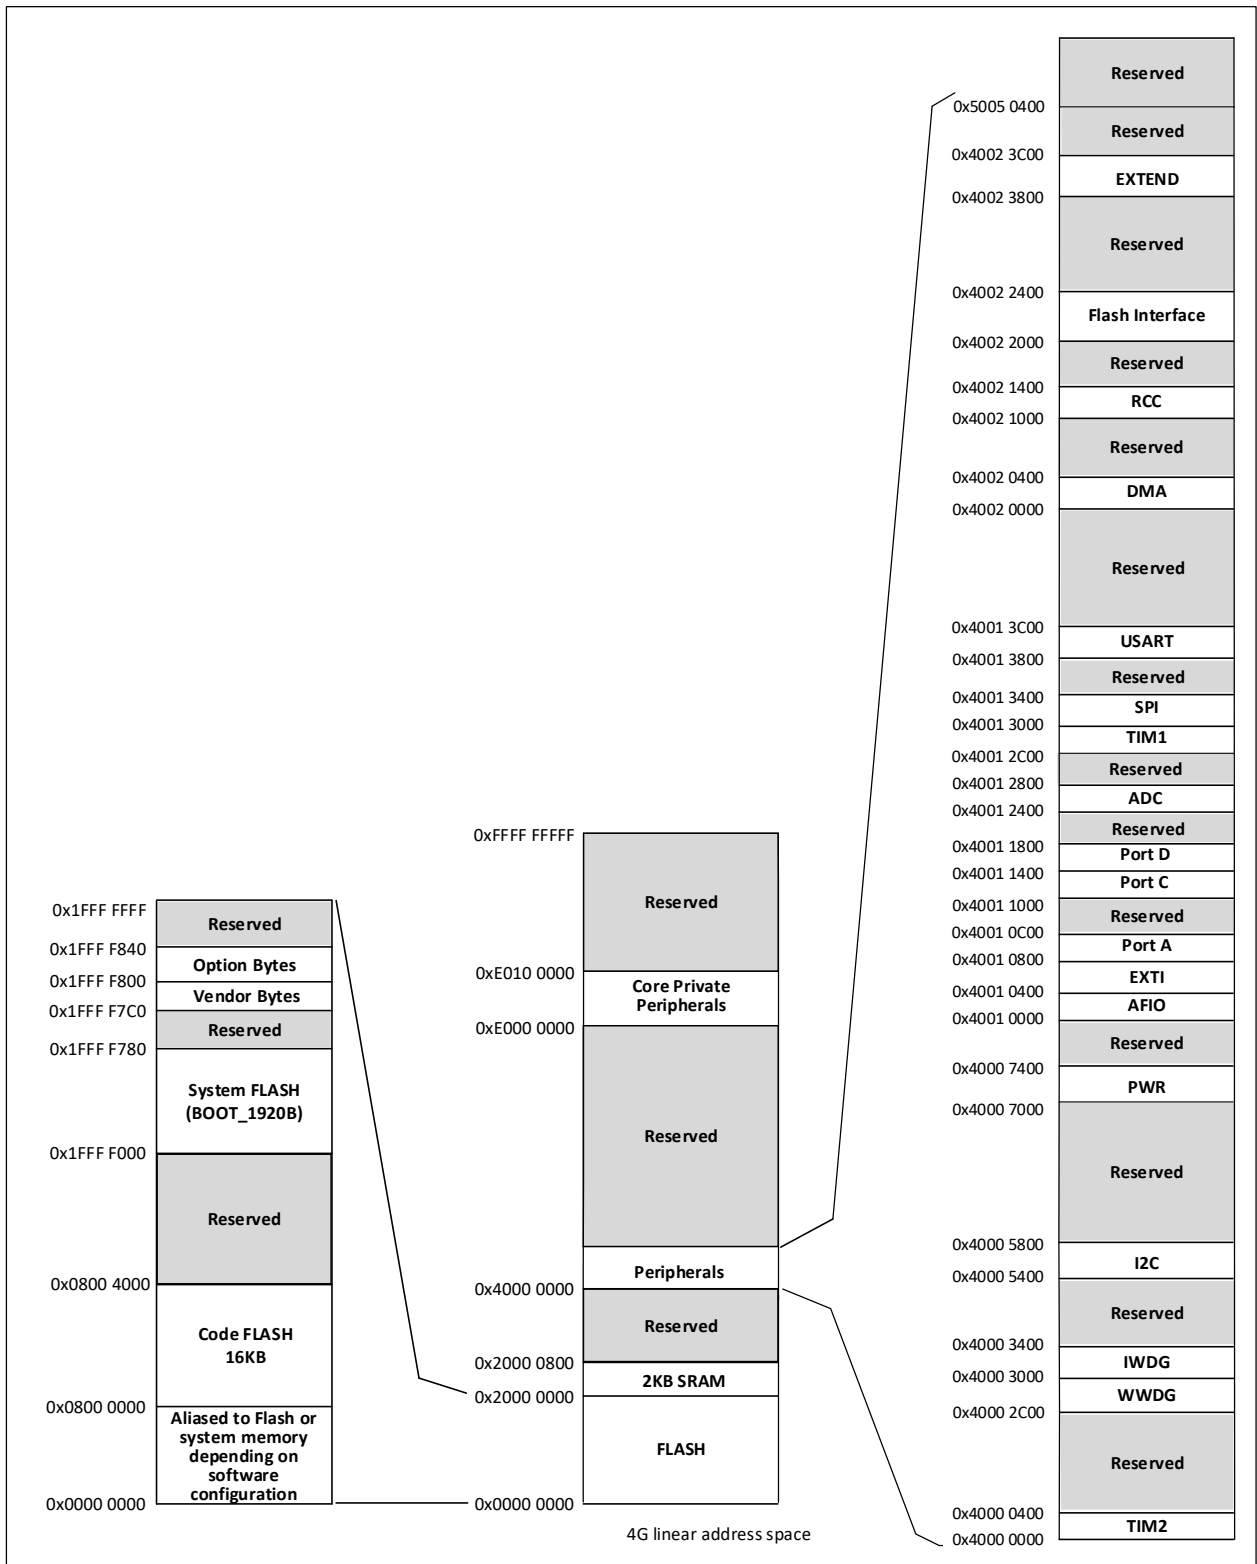 Reserved
0x5005 0400
Reserved
0x4002 3C00
EXTEND
0x4002 3800
Reserved
0x4002 2400
Flash Interface
0x4002 2000
Reserved
0x4002 1400
RCC
0x4002 1000
Reserved
0x4002 0400
DMA
0x4002 0000
Reserved
0x4001 3C00
USART
0x4001 3800
Reserved
0x4001 3400
SPI
0x4001 3000
TIM1
0x4001 2C00
Reserved
0x4001 2800
ADC
0x4001 2400
Reserved
0x4001 1800
Port D
0x4001 1400
Port C
0x4001 1000
Reserved
0x4001 0C00
Port A
0x4001 0800
EXTI
0x4001 0400
AFIO
0x4001 0000
Reserved
0x4000 7400
PWR
0x4000 7000
Reserved
0x4000 5800
I2C
0x4000 5400
Reserved
0x4000 3400
IWDG
0x4000 3000
WWDG
0x4000 2C00
Reserved
0x4000 0400
TIM2
0x4000 0000
0xFFFF FFFFF
Reserved
0xE010 0000
Core Private
Peripherals
0xE000 0000
Reserved
Peripherals
0x4000 0000
Reserved
0x2000 0800
2KB SRAM
0x2000 0000
FLASH
0x0000 0000
4G linear address space
0x1FFF FFFF
Reserved
0x1FFF F840
Option Bytes
0x1FFF F800
Vendor Bytes
0x1FFF F7C0
Reserved
0x1FFF F780
System FLASH
(BOOT_1920B)
0x1FFF F000
Reserved
0x0800 4000
Code FLASH
16KB
0x0800 0000
Aliased to Flash or
system memory
depending on
software
configuration
0x0000 0000